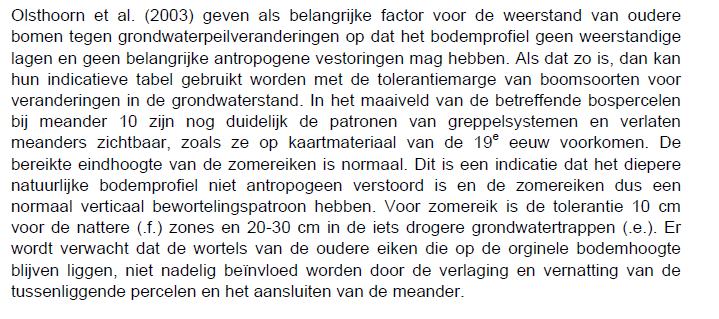 Olsthoorn et al. (2003) geven als belangrijke factor voor de weerstand van oudere
bomen tegen grondwaterpeilveranderingen op dat het bodemprofiel geen weerstandige
lagen en geen belangrijke antropogene vestoringen mag hebben. Als dat zo is, dan kan
hun indicatieve tabel gebruikt worden met de tolerantiemarge van boomsoorten voor
veranderingen in de grondwaterstand. In het maaiveld van de betreffende bospercelen
bij meander 10 zijn nog duidelijk de patronen van greppelsystemen en verlaten
meanders zichtbaar, zoals ze op kaartmateriaal van de 19e eeuw voorkomen. De
bereikte eindhoogte van de zomereiken is normaal. Dit is een indicatie dat het diepere
natuurlijke bodemprofiel niet antropogeen verstoord is en de zomereiken dus een
normaal verticaal bewortelingspatroon hebben. Voor zomereik is de tolerantie 10 cm
voor de nattere (.f.) zones en 20-30 cm in de iets drogere grondwatertrappen (.e.). Er
wordt verwacht dat de wortels van de oudere eiken die op de orginele bodemhoogte
blijven liggen, niet nadelig beïnvloed worden door de verlaging en vernatting van de
tussenliggende percelen en het aansluiten van de meander.